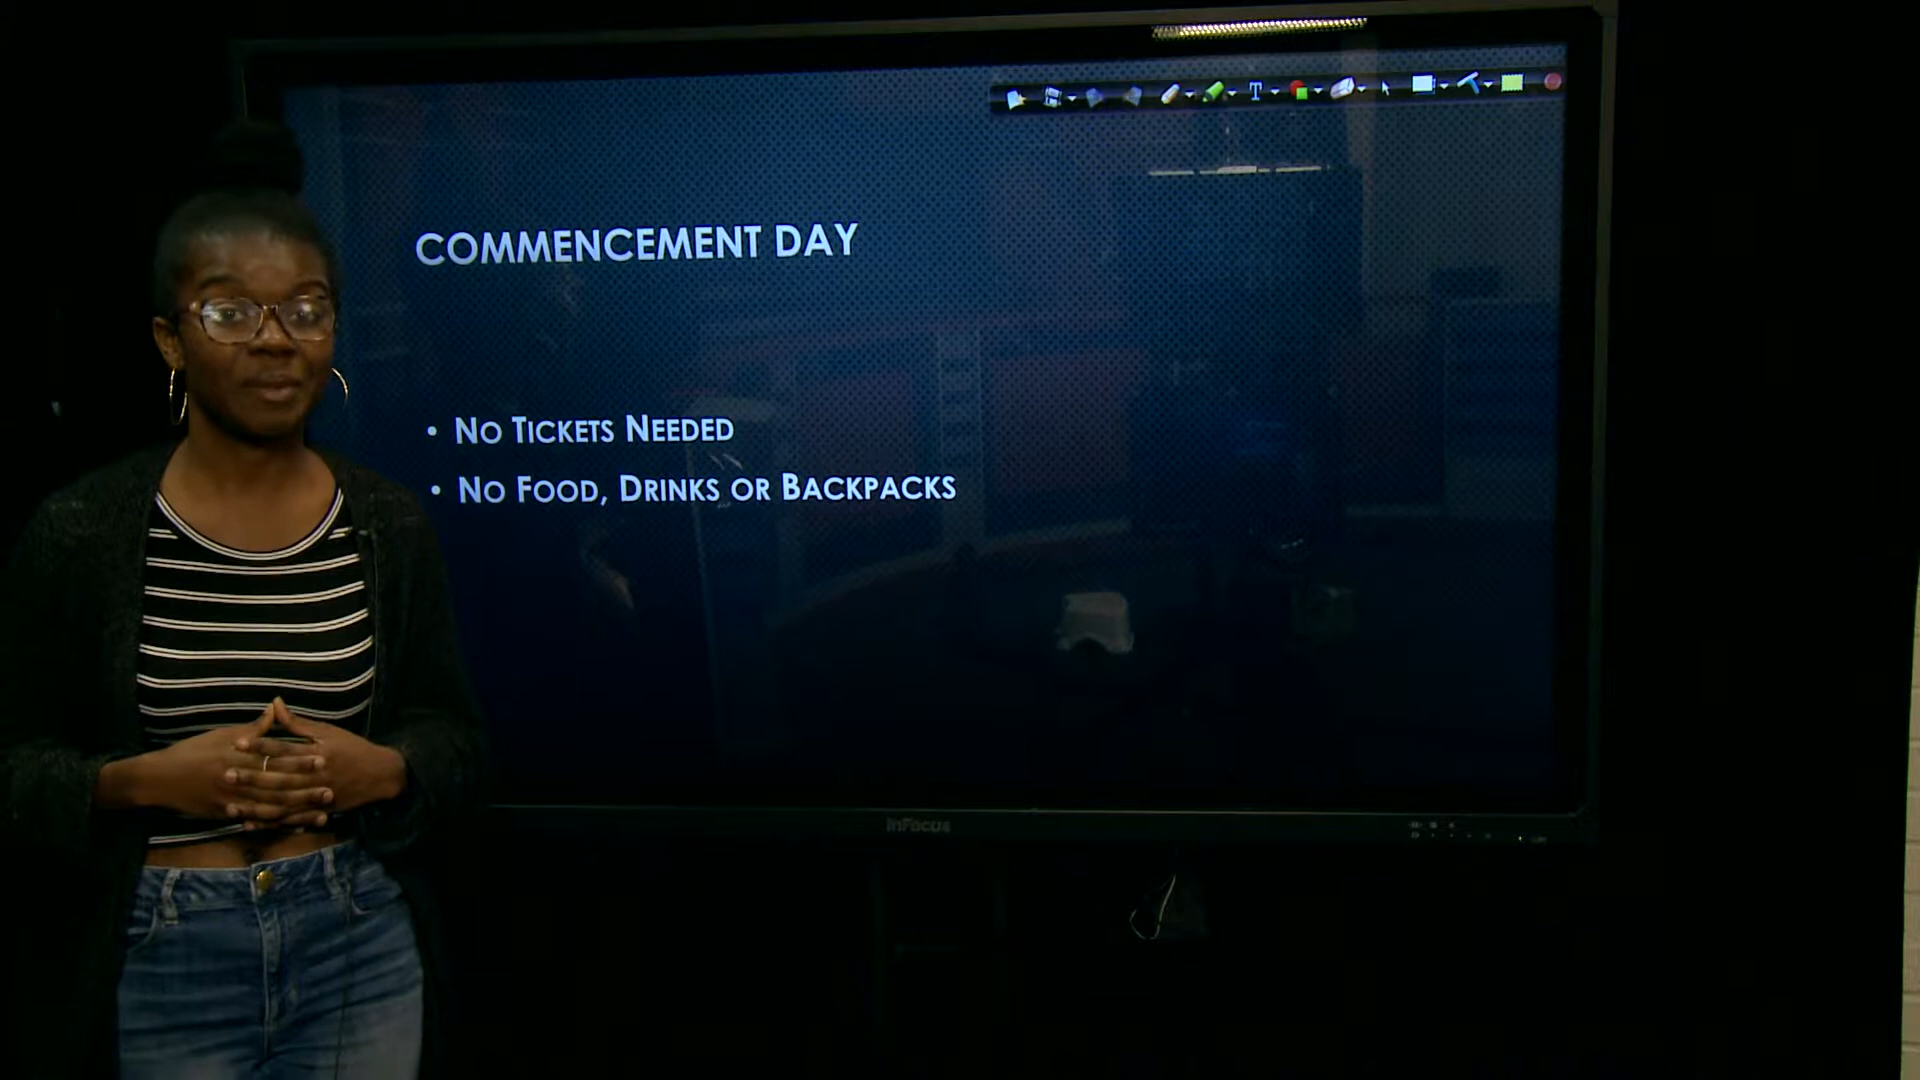 COMMENCEMENT DAY
• NO TICKETS NEEDED
• NO FOOD, DRINKS OR BACKPACKS
InFocus